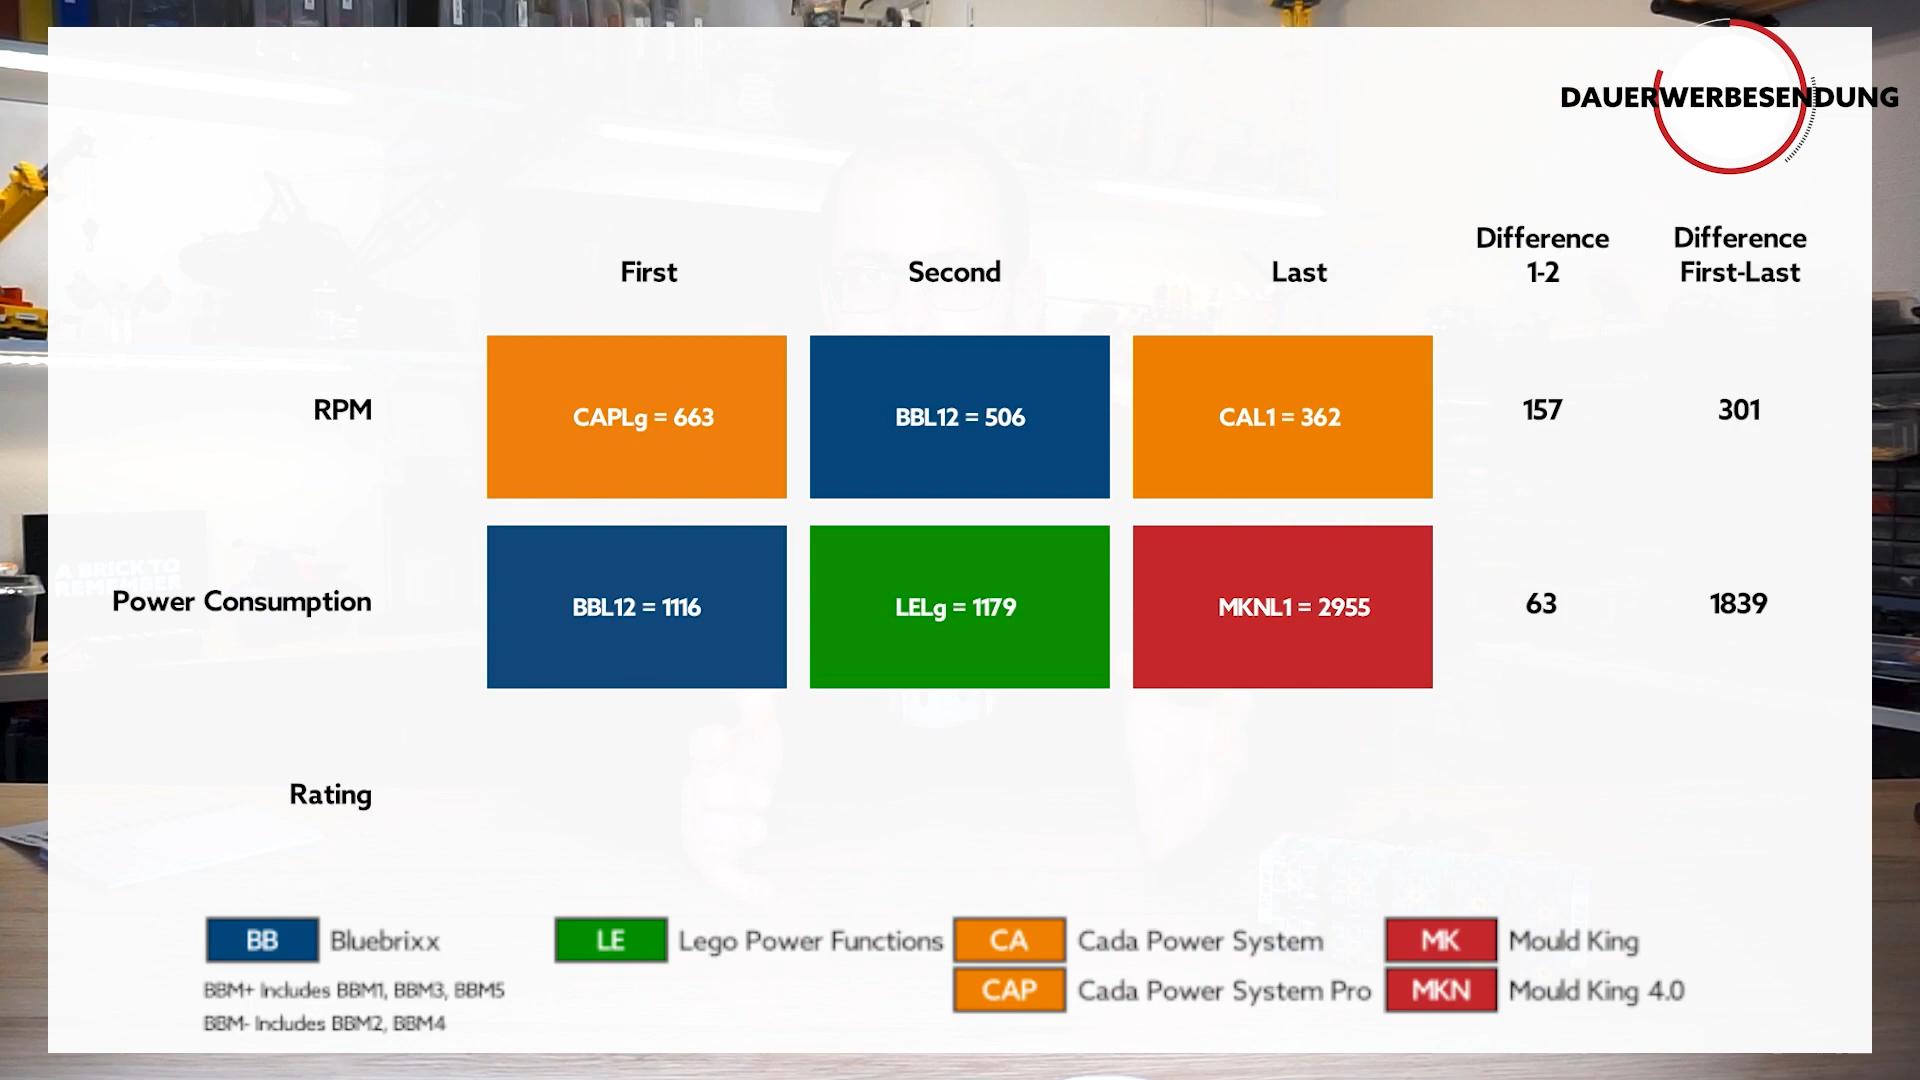 DAUERWERBESENDUNG
First
Second
Last
Difference
1-2
Difference
First-Last
RPM
CAPLg = 663
BBL12 = 506
CAL1 = 362
157
301
Power Consumption
BBL12 = 1116
LELg = 1179
MKNL1 = 2955
63
1839
A BRICK TO
REMEMBER
Rating
BB Bluebrixx
LE Lego Power Functions
CA Cada Power System
MK Mould King
BBM+ Includes BBM1, BBM3, BBM5
CAP Cada Power System Pro
MKN Mould King 4.0
BBM- Includes BBM2, BBM4